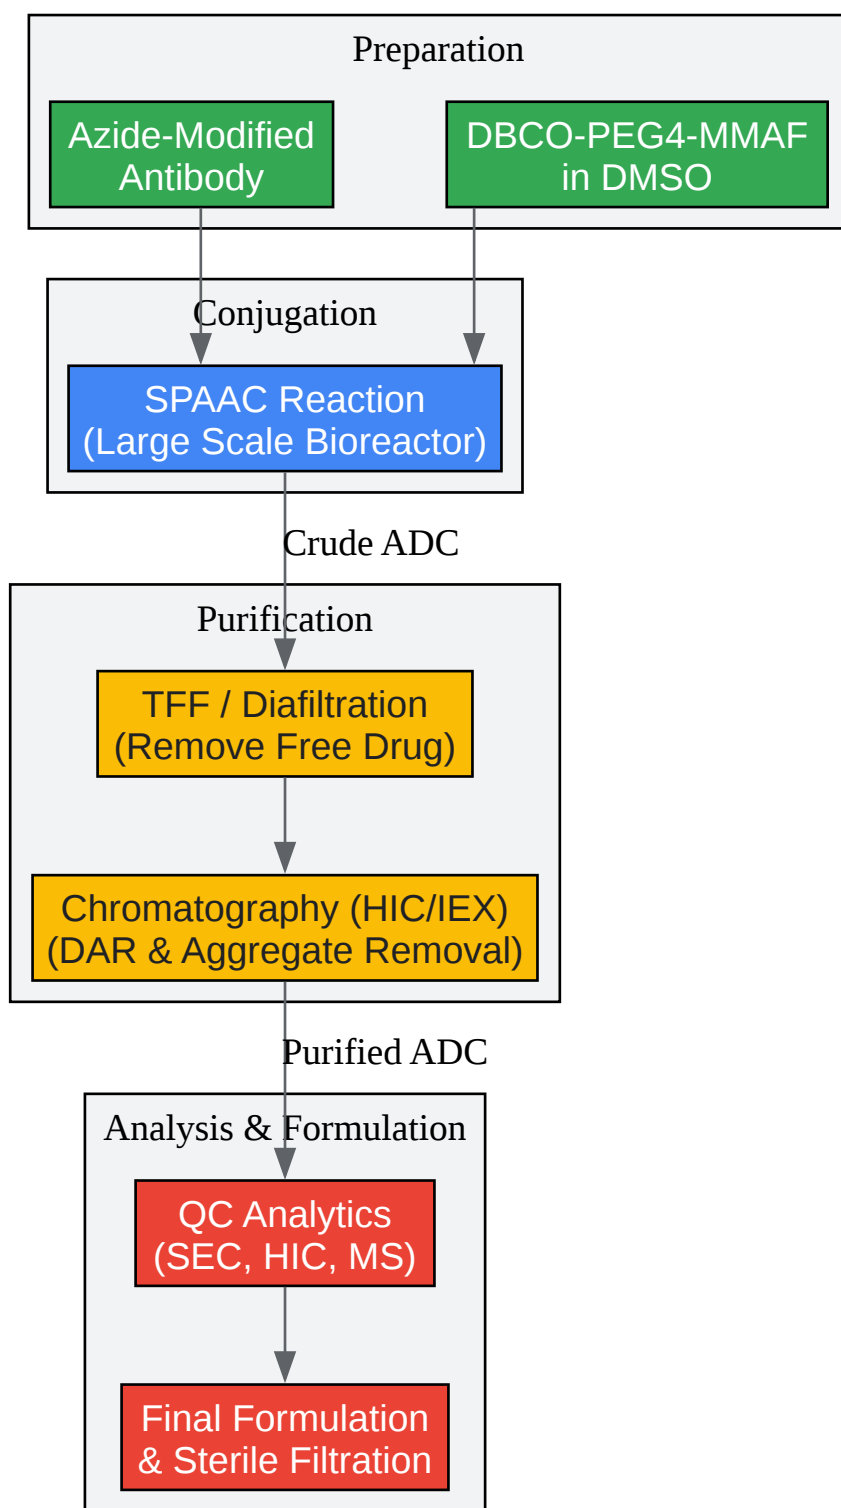 Preparation
Azide-Modified
Antibody
DBCO-PEG4-MMAF
in DMSO
Conjugation
SPAAC Reaction
(Large Scale Bioreactor)
Crude ADC
Purification
TFF / Diafiltration
(Remove Free Drug)
Chromatography (HIC/IEX)
(DAR & Aggregate Removal)
Purified ADC
Analysis & Formulation
QC Analytics
(SEC, HIC, MS)
Final Formulation
& Sterile Filtration